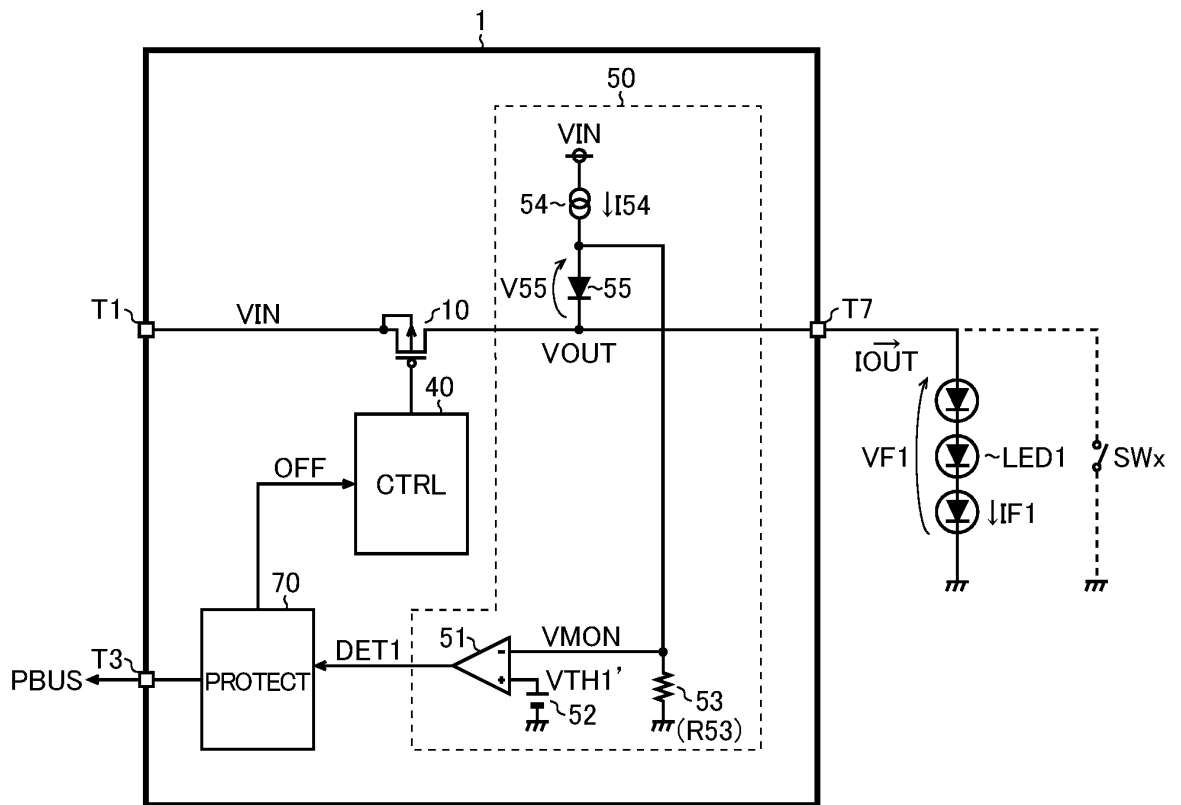 1
50
VIN
54
↓I54
V55
55
T1
VIN
10
T7
VOUT
IOUT
40
VF1
LED1
SWx
OFF
CTRL
↓IF1
70
51
VMON
T3
DET1
PBUS
PROTECT
-
+
VTH1'
52
53
(R53)